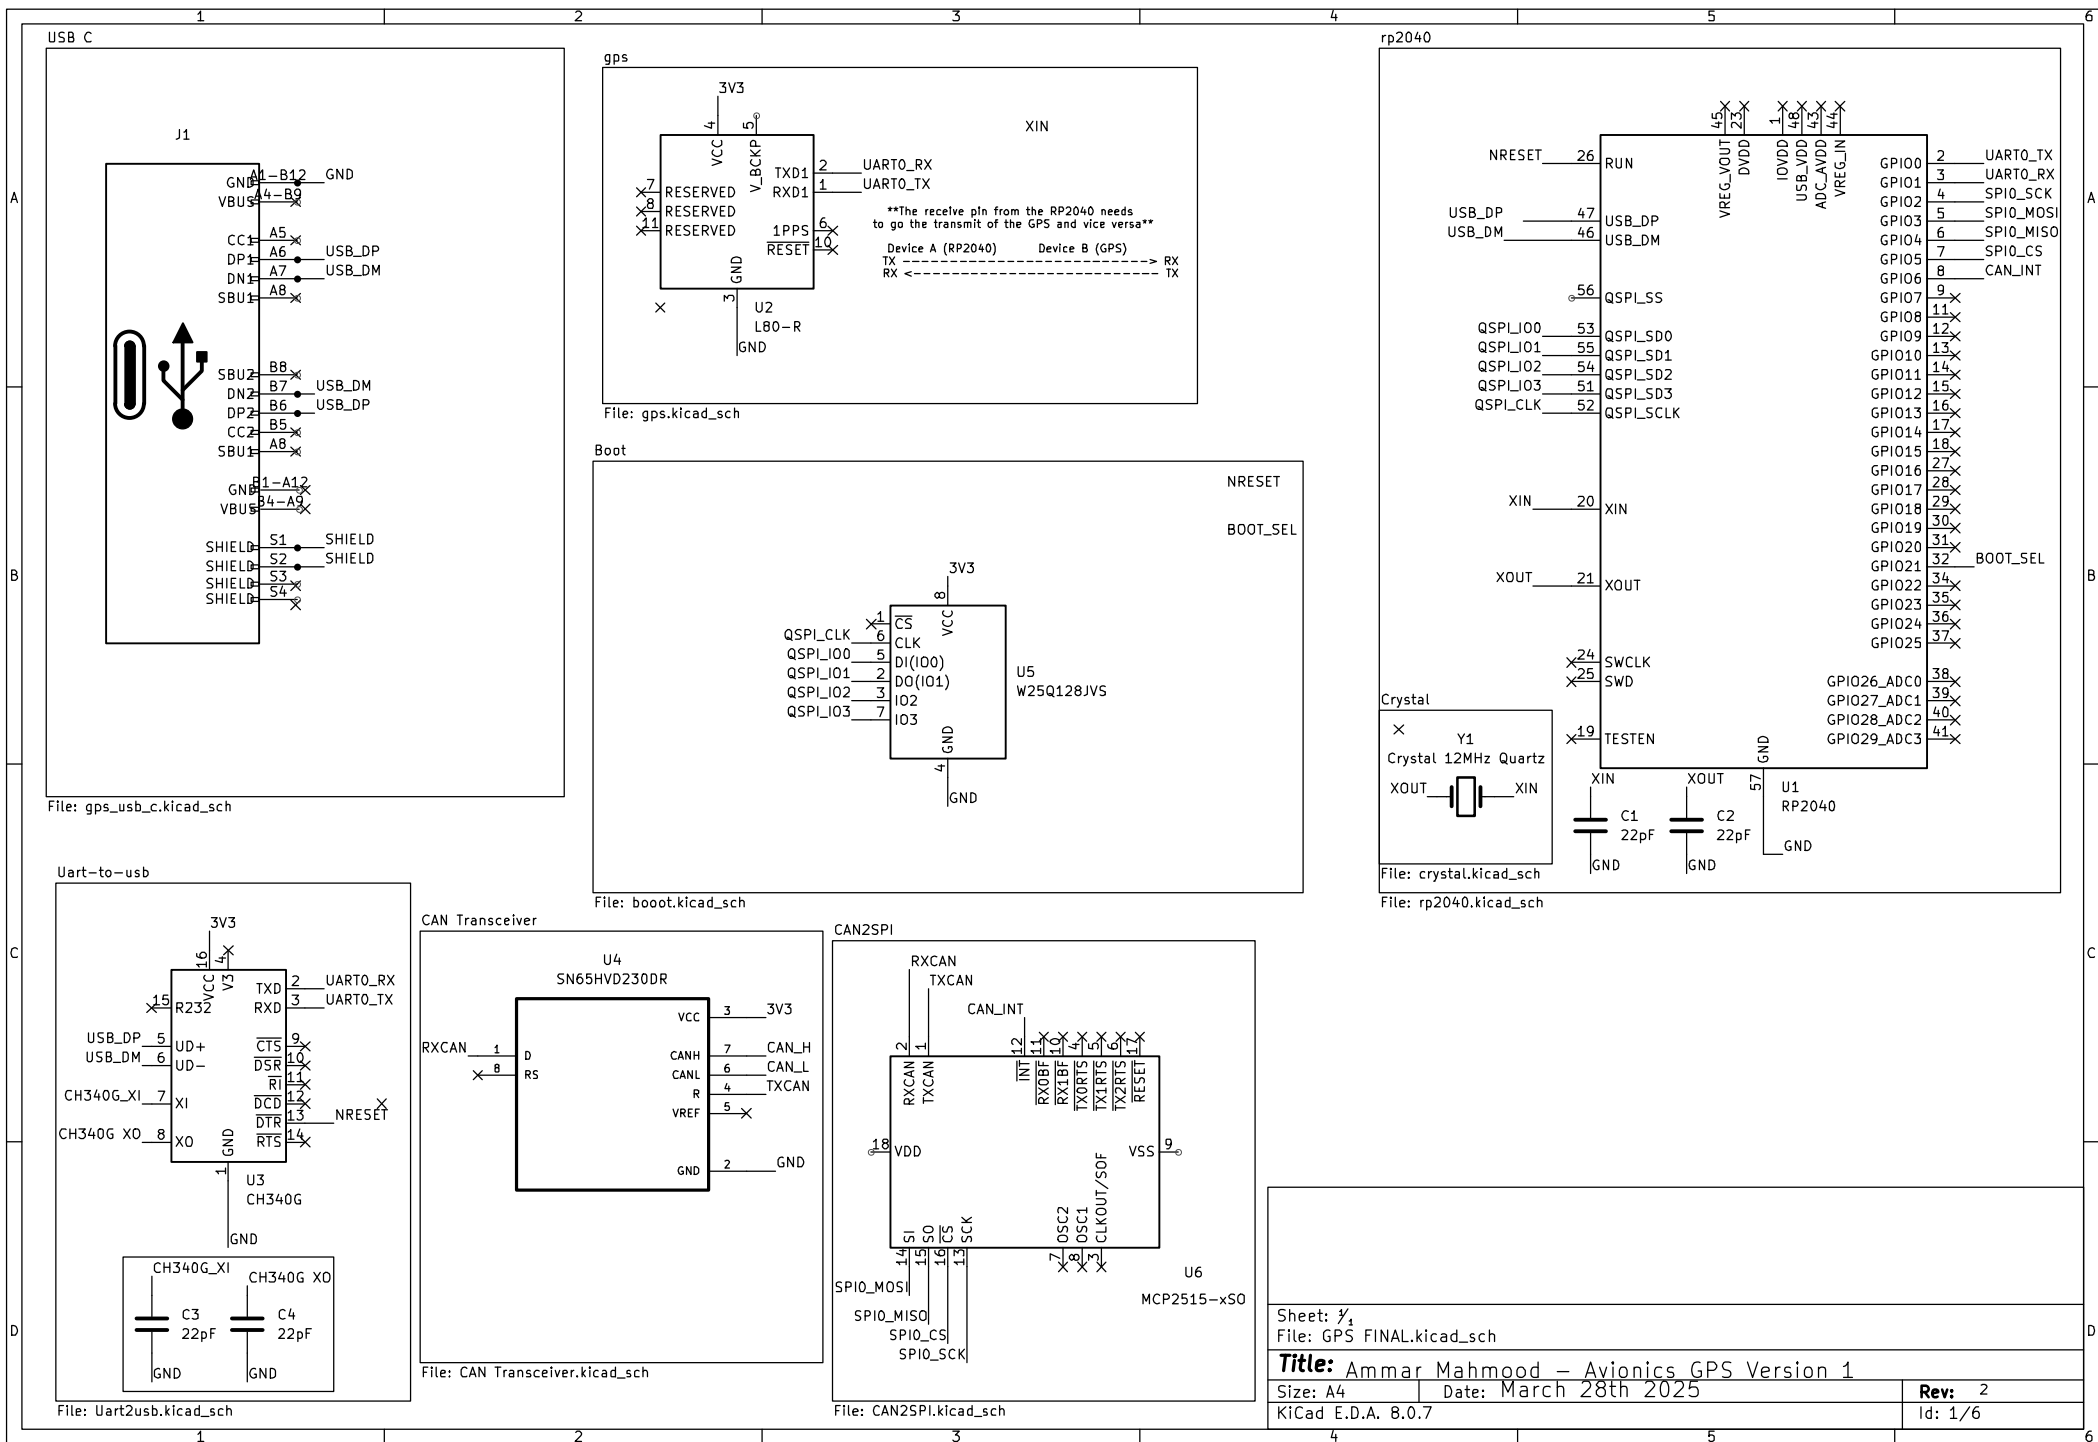 1 2 3 4 5 6
A
B
C
D
USB C
J1
GND A1-B12 GND
VBUS A4-B9
CC1 A5
DP1 A6 USB_DP
DN1 A7 USB_DM
SBU1 A8
SBU2 B8
DN2 B7 USB_DM
DP2 B6 USB_DP
CC2 B5
SBU1 A8
GND B1-A12
VBUS B4-A9
SHIELD S1 SHIELD
SHIELD S2 SHIELD
SHIELD S3
SHIELD S4
File: gps_usb_c.kicad_sch
gps
3V3
XIN
4 5
VCC V_BCKP
TXD1 2 UART0_RX
RXD1 1 UART0_TX
7 RESERVED
8 RESERVED
11 RESERVED
1PPS 6
RESET 10
GND
3
U2
L80-R
GND
**The receive pin from the RP2040 needs
to go the transmit of the GPS and vice versa**
Device A (RP2040) Device B (GPS)
TX ---------------------------> RX
RX <--------------------------- TX
File: gps.kicad_sch
Boot
NRESET
BOOT_SEL
3V3
8
VCC
1 CS
QSPI_CLK 6 CLK
QSPI_IO0 5 DI(IO0)
QSPI_IO1 2 DO(IO1)
QSPI_IO2 3 IO2
QSPI_IO3 7 IO3
GND
4
GND
U5
W25Q128JVS
File: booot.kicad_sch
rp2040
45 23 1 48 43 44
VREG_VOUT DVDD IOVDD USB_VDD ADC_AVDD VREG_IN
NRESET 26 RUN
USB_DP 47 USB_DP
USB_DM 46 USB_DM
56 QSPI_SS
QSPI_IO0 53 QSPI_SD0
QSPI_IO1 55 QSPI_SD1
QSPI_IO2 54 QSPI_SD2
QSPI_IO3 51 QSPI_SD3
QSPI_CLK 52 QSPI_SCLK
XIN 20 XIN
XOUT 21 XOUT
24 SWCLK
25 SWD
19 TESTEN
GPIO0 2 UART0_TX
GPIO1 3 UART0_RX
GPIO2 4 SPI0_SCK
GPIO3 5 SPI0_MOSI
GPIO4 6 SPI0_MISO
GPIO5 7 SPI0_CS
GPIO6 8 CAN_INT
GPIO7 9
GPIO8 11
GPIO9 12
GPIO10 13
GPIO11 14
GPIO12 15
GPIO13 16
GPIO14 17
GPIO15 18
GPIO16 27
GPIO17 28
GPIO18 29
GPIO19 30
GPIO20 31
GPIO21 32 BOOT_SEL
GPIO22 34
GPIO23 35
GPIO24 36
GPIO25 37
GPIO26_ADC0 38
GPIO27_ADC1 39
GPIO28_ADC2 40
GPIO29_ADC3 41
GND
57
U1
RP2040
GND
Crystal
Y1
Crystal 12MHz Quartz
XOUT XIN
File: crystal.kicad_sch
XIN
C1
22pF
GND
XOUT
C2
22pF
GND
File: rp2040.kicad_sch
Uart-to-usb
3V3
16 4
VCC V3
TXD 2 UART0_RX
RXD 3 UART0_TX
15 R232
USB_DP 5 UD+
USB_DM 6 UD-
CH340G_XI 7 XI
CH340G XO 8 XO
CTS 9
DSR 10
RI 11
DCD 12
DTR 13 NRESET
RTS 14
GND
1
U3
CH340G
GND
CH340G_XI
C3
22pF
GND
CH340G XO
C4
22pF
GND
File: Uart2usb.kicad_sch
CAN Transceiver
U4
SN65HVD230DR
VCC 3 3V3
RXCAN 1 D
8 RS
CANH 7 CAN_H
CANL 6 CAN_L
R 4 TXCAN
VREF 5
GND 2 GND
File: CAN Transceiver.kicad_sch
CAN2SPI
RXCAN
TXCAN
CAN_INT
2 1 12 11 10 4 5 6 17
RXCAN TXCAN INT RX0BF RX1BF TX0RTS TX1RTS TX2RTS RESET
18 VDD
VSS 9
SI SO CS SCK OSC2 OSC1 CLKOUT/SOF
14 15 16 13 7 8 3
SPI0_MOSI
SPI0_MISO
SPI0_CS
SPI0_SCK
U6
MCP2515-xSO
File: CAN2SPI.kicad_sch
Sheet: 1/1
File: GPS FINAL.kicad_sch
Title: Ammar Mahmood – Avionics GPS Version 1
Size: A4 Date: March 28th 2025 Rev: 2
KiCad E.D.A. 8.0.7 Id: 1/6
A
B
C
D
1 2 3 4 5 6